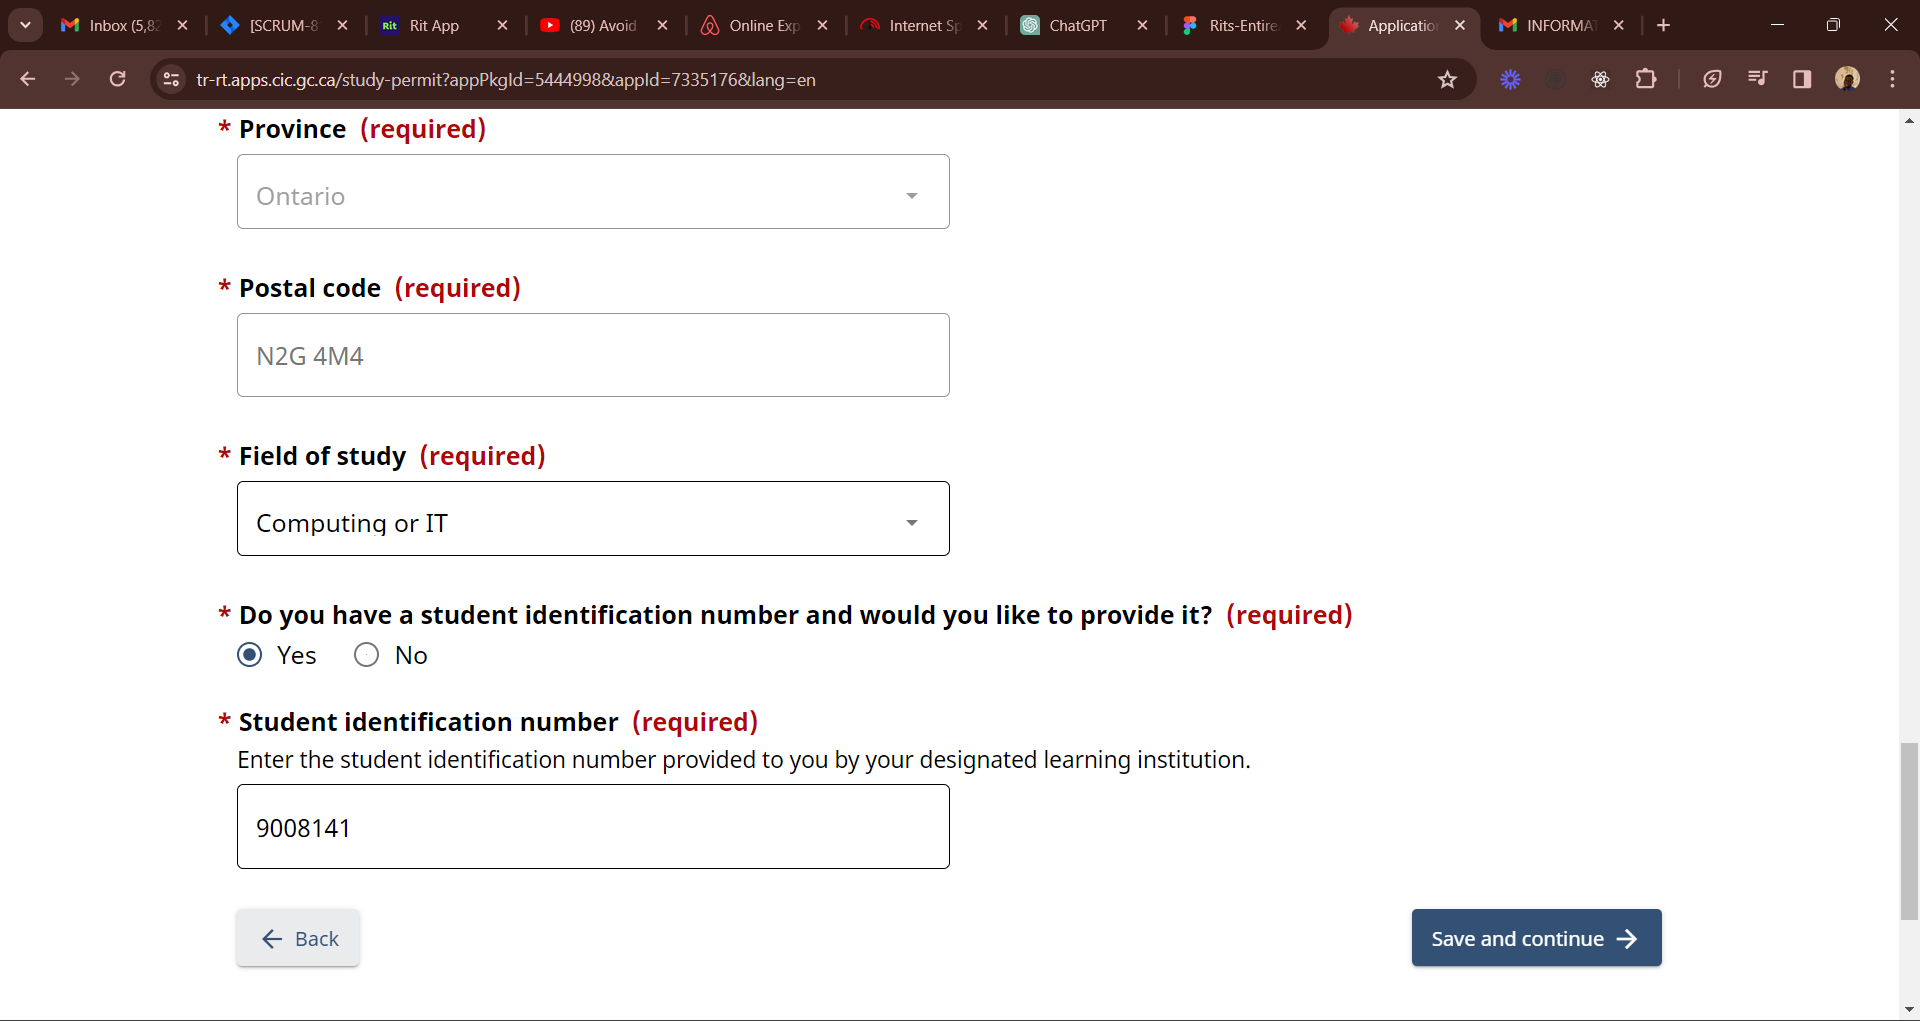 Inbox (5,82
[SCRUM-8
Rit
Rit App
(89) Avoid
Online Exp
Internet Sp
ChatGPT
Rits-Entire
Applicatio
INFORMA
tr-rt.apps.cic.gc.ca/study-permit?appPkgId=5444998&appId=7335176&lang=en
* Province (required)
Ontario
* Postal code (required)
N2G 4M4
* Field of study (required)
Computing or IT
* Do you have a student identification number and would you like to provide it? (required)
Yes No
* Student identification number (required)
Enter the student identification number provided to you by your designated learning institution.
9008141
Back
Save and continue